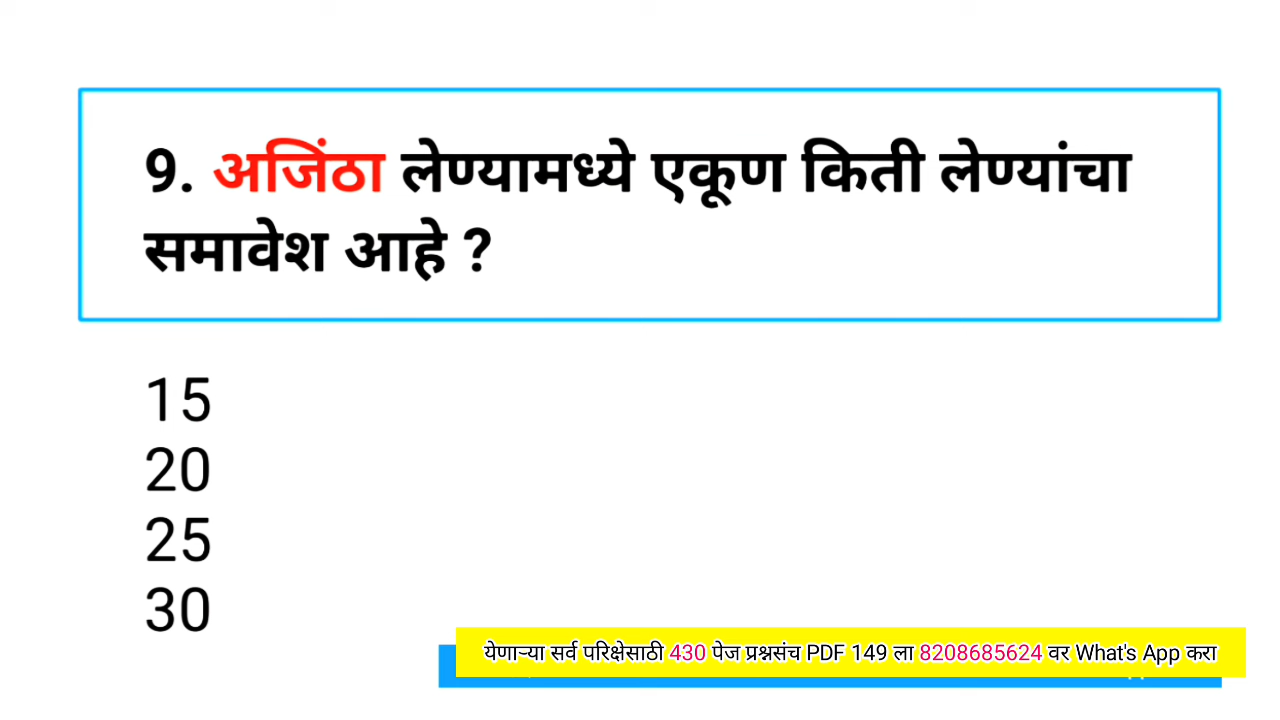 9. अजिंठा लेण्यामध्ये एकूण किती लेण्यांचा
समावेश आहे ?
15
20
25
30
येणाऱ्या सर्व परिक्षेसाठी 430 पेज प्रश्नसंच PDF 149 ला 8208685624 वर What's App करा